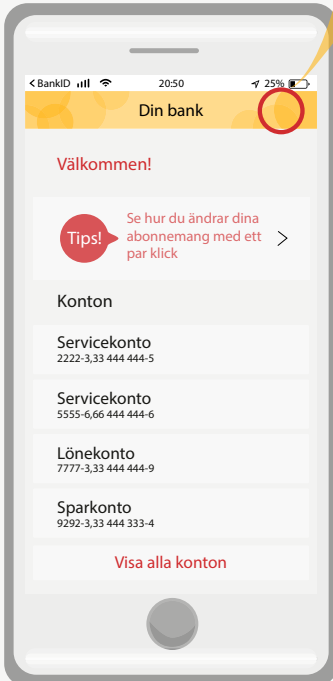 BankID 20:50 25%
Din bank
Välkommen!
Tips!
Se hur du ändrar dina
abonnemang med ett
par klick
Konton
Servicekonto
2222-3,33 444 444-5
Servicekonto
5555-6,66 444 444-6
Lönekonto
7777-3,33 444 444-9
Sparkonto
9292-3,33 444 333-4
Visa alla konton